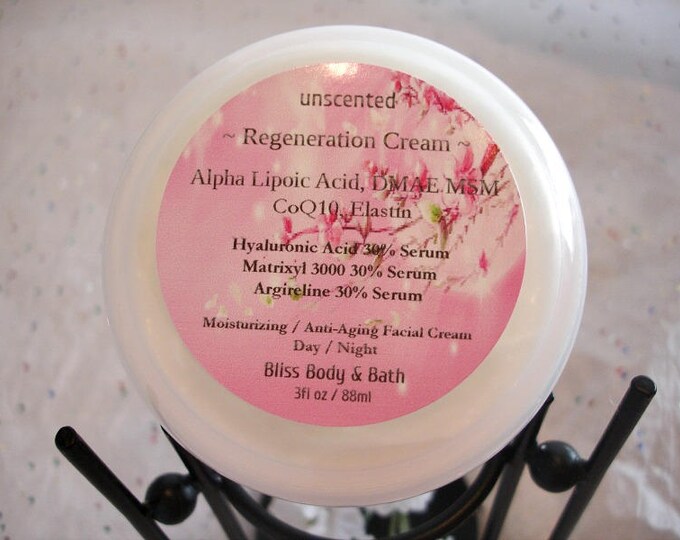 unscented
~ Regeneration Cream ~
Alpha Lipoic Acid, DMAE MSM
CoQ10, Elastin
Hyaluronic Acid 30% Serum
Matrixyl 3000 30% Serum
Argireline 30% Serum
Moisturizing / Anti-Aging Facial Cream
Day / Night
Bliss Body & Bath
3fl oz / 88ml